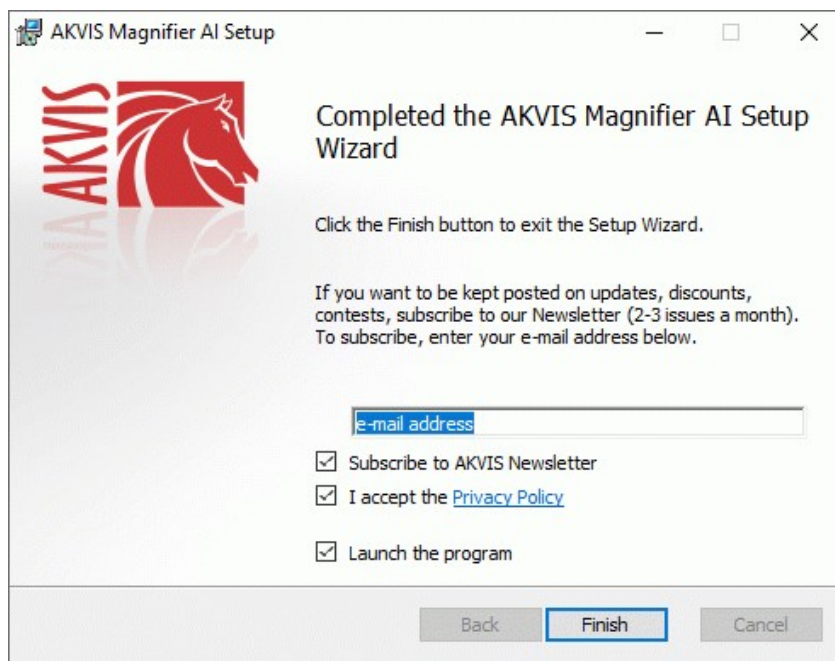 AKVIS Magnifier AI Setup
AKVIS
Completed the AKVIS Magnifier AI Setup
Wizard
Click the Finish button to exit the Setup Wizard.
If you want to be kept posted on updates, discounts,
contests, subscribe to our Newsletter (2-3 issues a month).
To subscribe, enter your e-mail address below.
e-mail address
Subscribe to AKVIS Newsletter
I accept the Privacy Policy
Launch the program
Back
Finish
Cancel